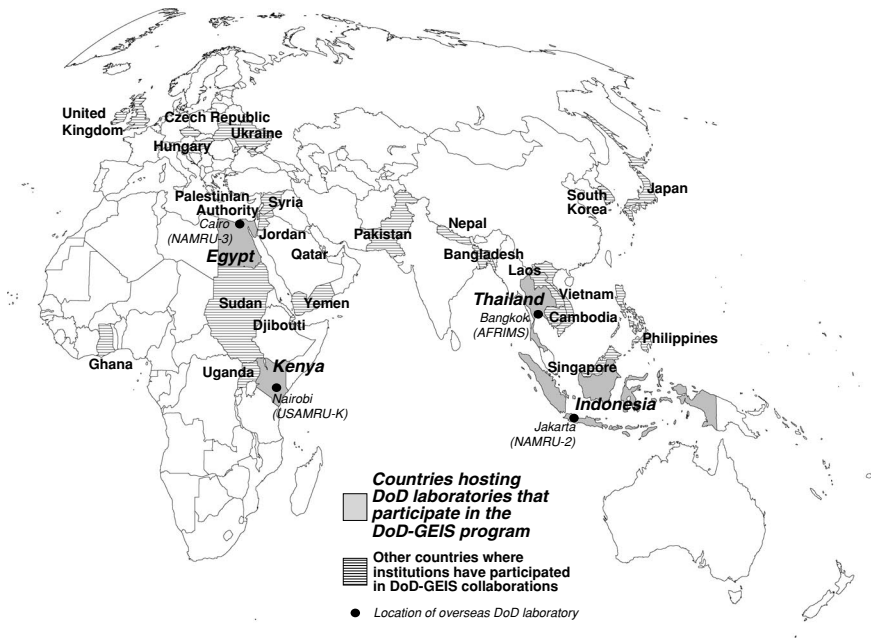 United
Kingdom
Czech Republic
Ukraine
Hungary
Palestinian
Authority
Syria
Cairo
(NAMRU-3)
Jordan
Egypt
Qatar
Pakistan
Nepal
Bangladesh
South
Korea
Japan
Laos
Thailand
Vietnam
Bangkok
(AFRIMS)
Cambodia
Philippines
Sudan
Yemen
Djibouti
Ghana
Uganda
Kenya
Nairobi
(USAMRU-K)
Singapore
Indonesia
Jakarta
(NAMRU-2)
Countries hosting
DoD laboratories that
participate in the
DoD-GEIS program
Other countries where
institutions have participated
in DoD-GEIS collaborations
Location of overseas DoD laboratory